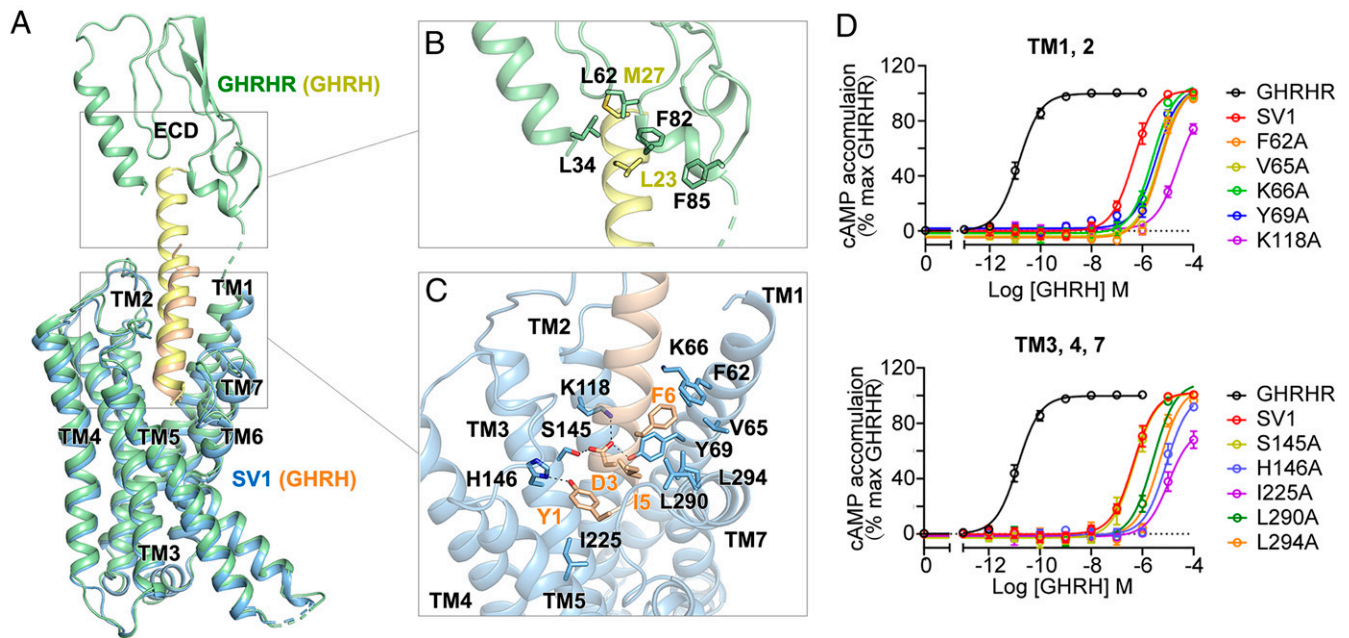 A
GHRHR (GHRH)
ECD
TM2
TM1
TM7
TM4
TM5
TM6
SV1 (GHRH)
TM3
B
L62 M27
F82
L34
L23
F85
C
TM1
TM2
K66
K118
F62
F6
TM3
S145
V65
Y69
H146
D3
L294
I5
L290
Y1
I225
TM7
TM4
TM5
D
TM1, 2
cAMP accomulaion
(% max GHRHR)
120
80
40
0
0
-12
-10
-8
-6
-4
Log [GHRH] M
GHRHR
SV1
F62A
V65A
K66A
Y69A
K118A
TM3, 4, 7
cAMP accomulaion
(% max GHRHR)
120
80
40
0
0
-12
-10
-8
-6
-4
Log [GHRH] M
GHRHR
SV1
S145A
H146A
I225A
L290A
L294A